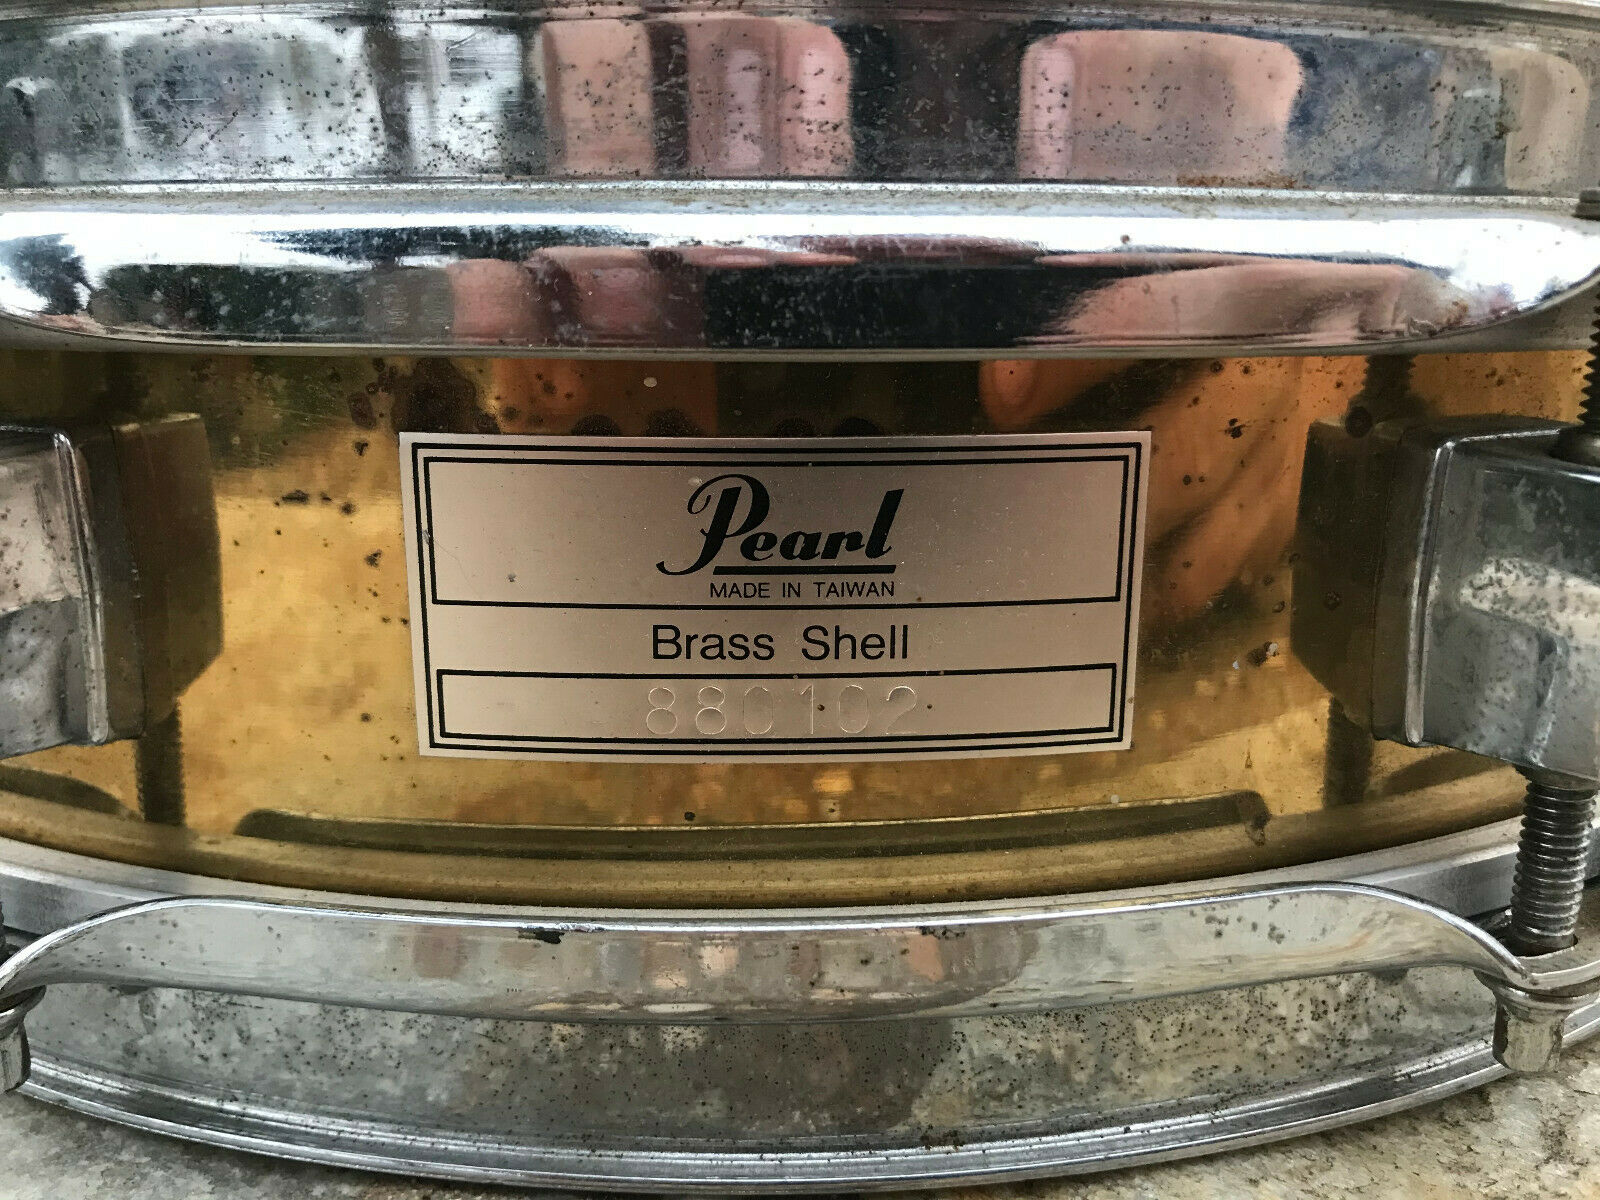 Pearl
MADE IN TAIWAN
Brass Shell
880102